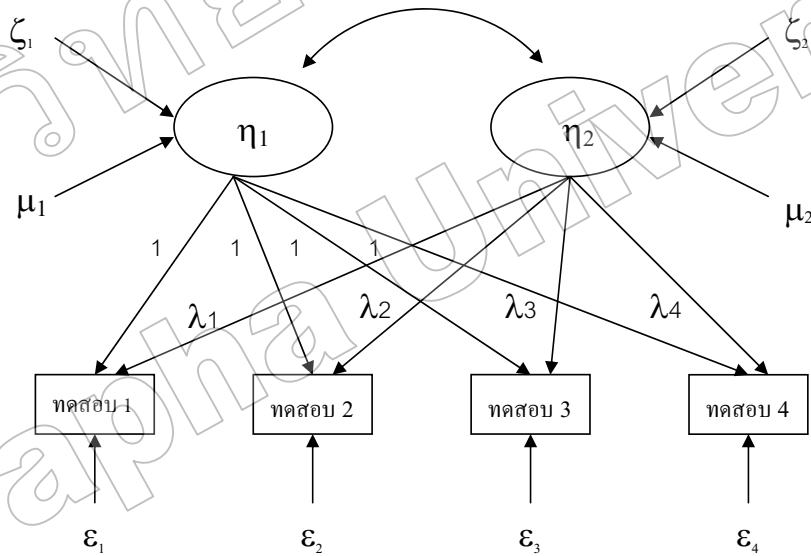 ζ₁ ζ₂
η₁ η₂
μ₁ μ₂
1 1 1 1
λ1 λ2 λ3 λ4
ทดสอบ 1 ทดสอบ 2 ทดสอบ 3 ทดสอบ 4
ε₁ ε₂ ε₃ ε₄
apha Univer